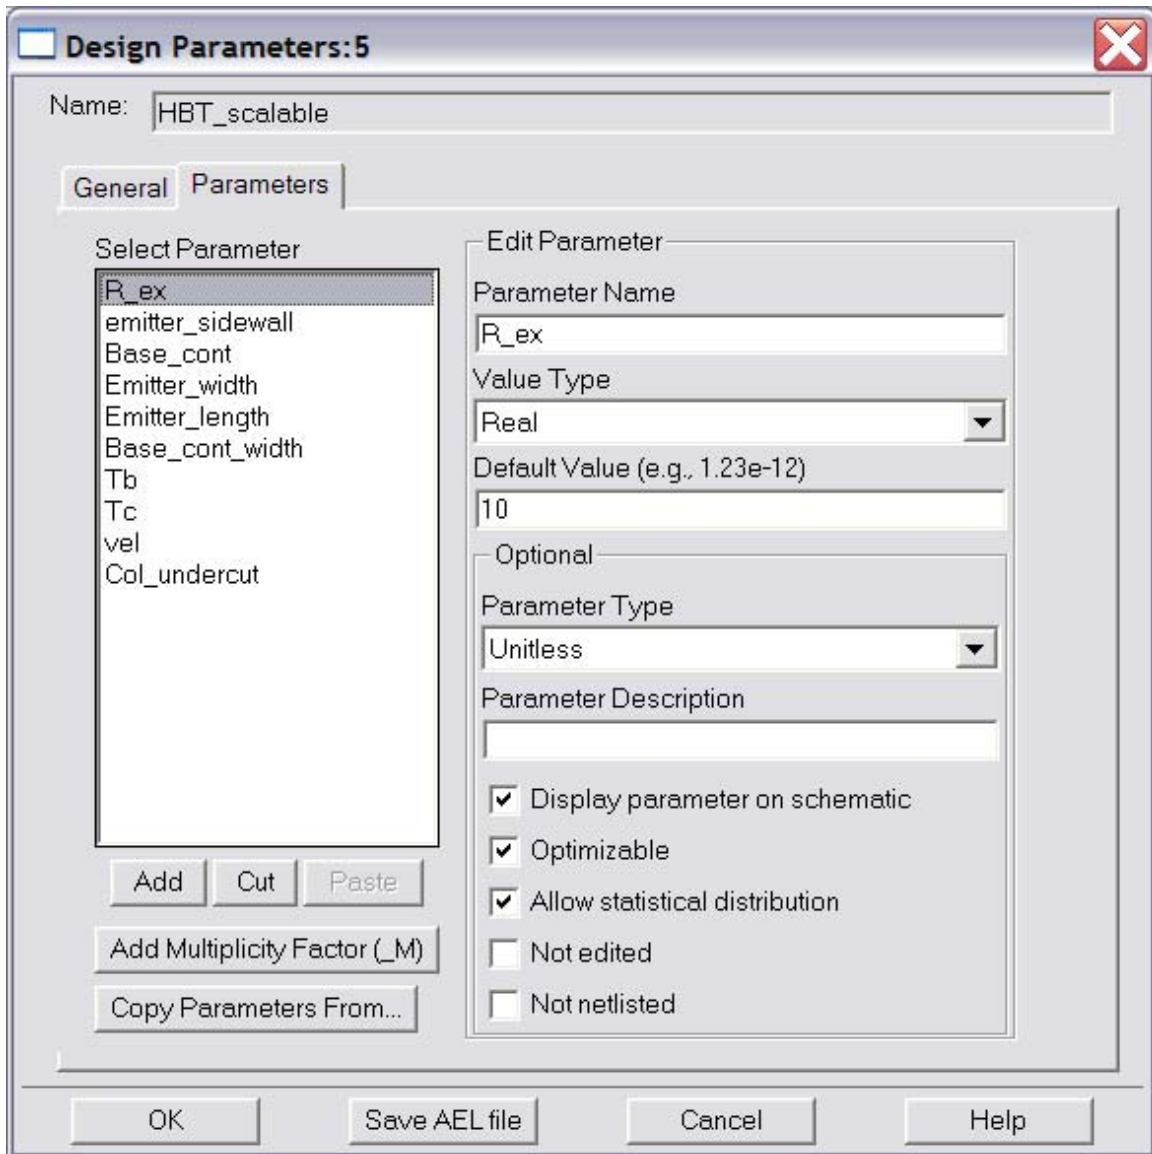 Design Parameters:5
Name: HBT_scalable
General Parameters
Select Parameter
R_ex
emitter_sidewall
Base_cont
Emitter_width
Emitter_length
Base_cont_width
Tb
Tc
vel
Col_undercut
Add Cut Paste
Add Multiplicity Factor (_M)
Copy Parameters From...
Edit Parameter
Parameter Name
R_ex
Value Type
Real
Default Value (e.g., 1.23e-12)
10
Optional
Parameter Type
Unitless
Parameter Description
Display parameter on schematic
Optimizable
Allow statistical distribution
Not edited
Not netlisted
OK Save AEL file Cancel Help